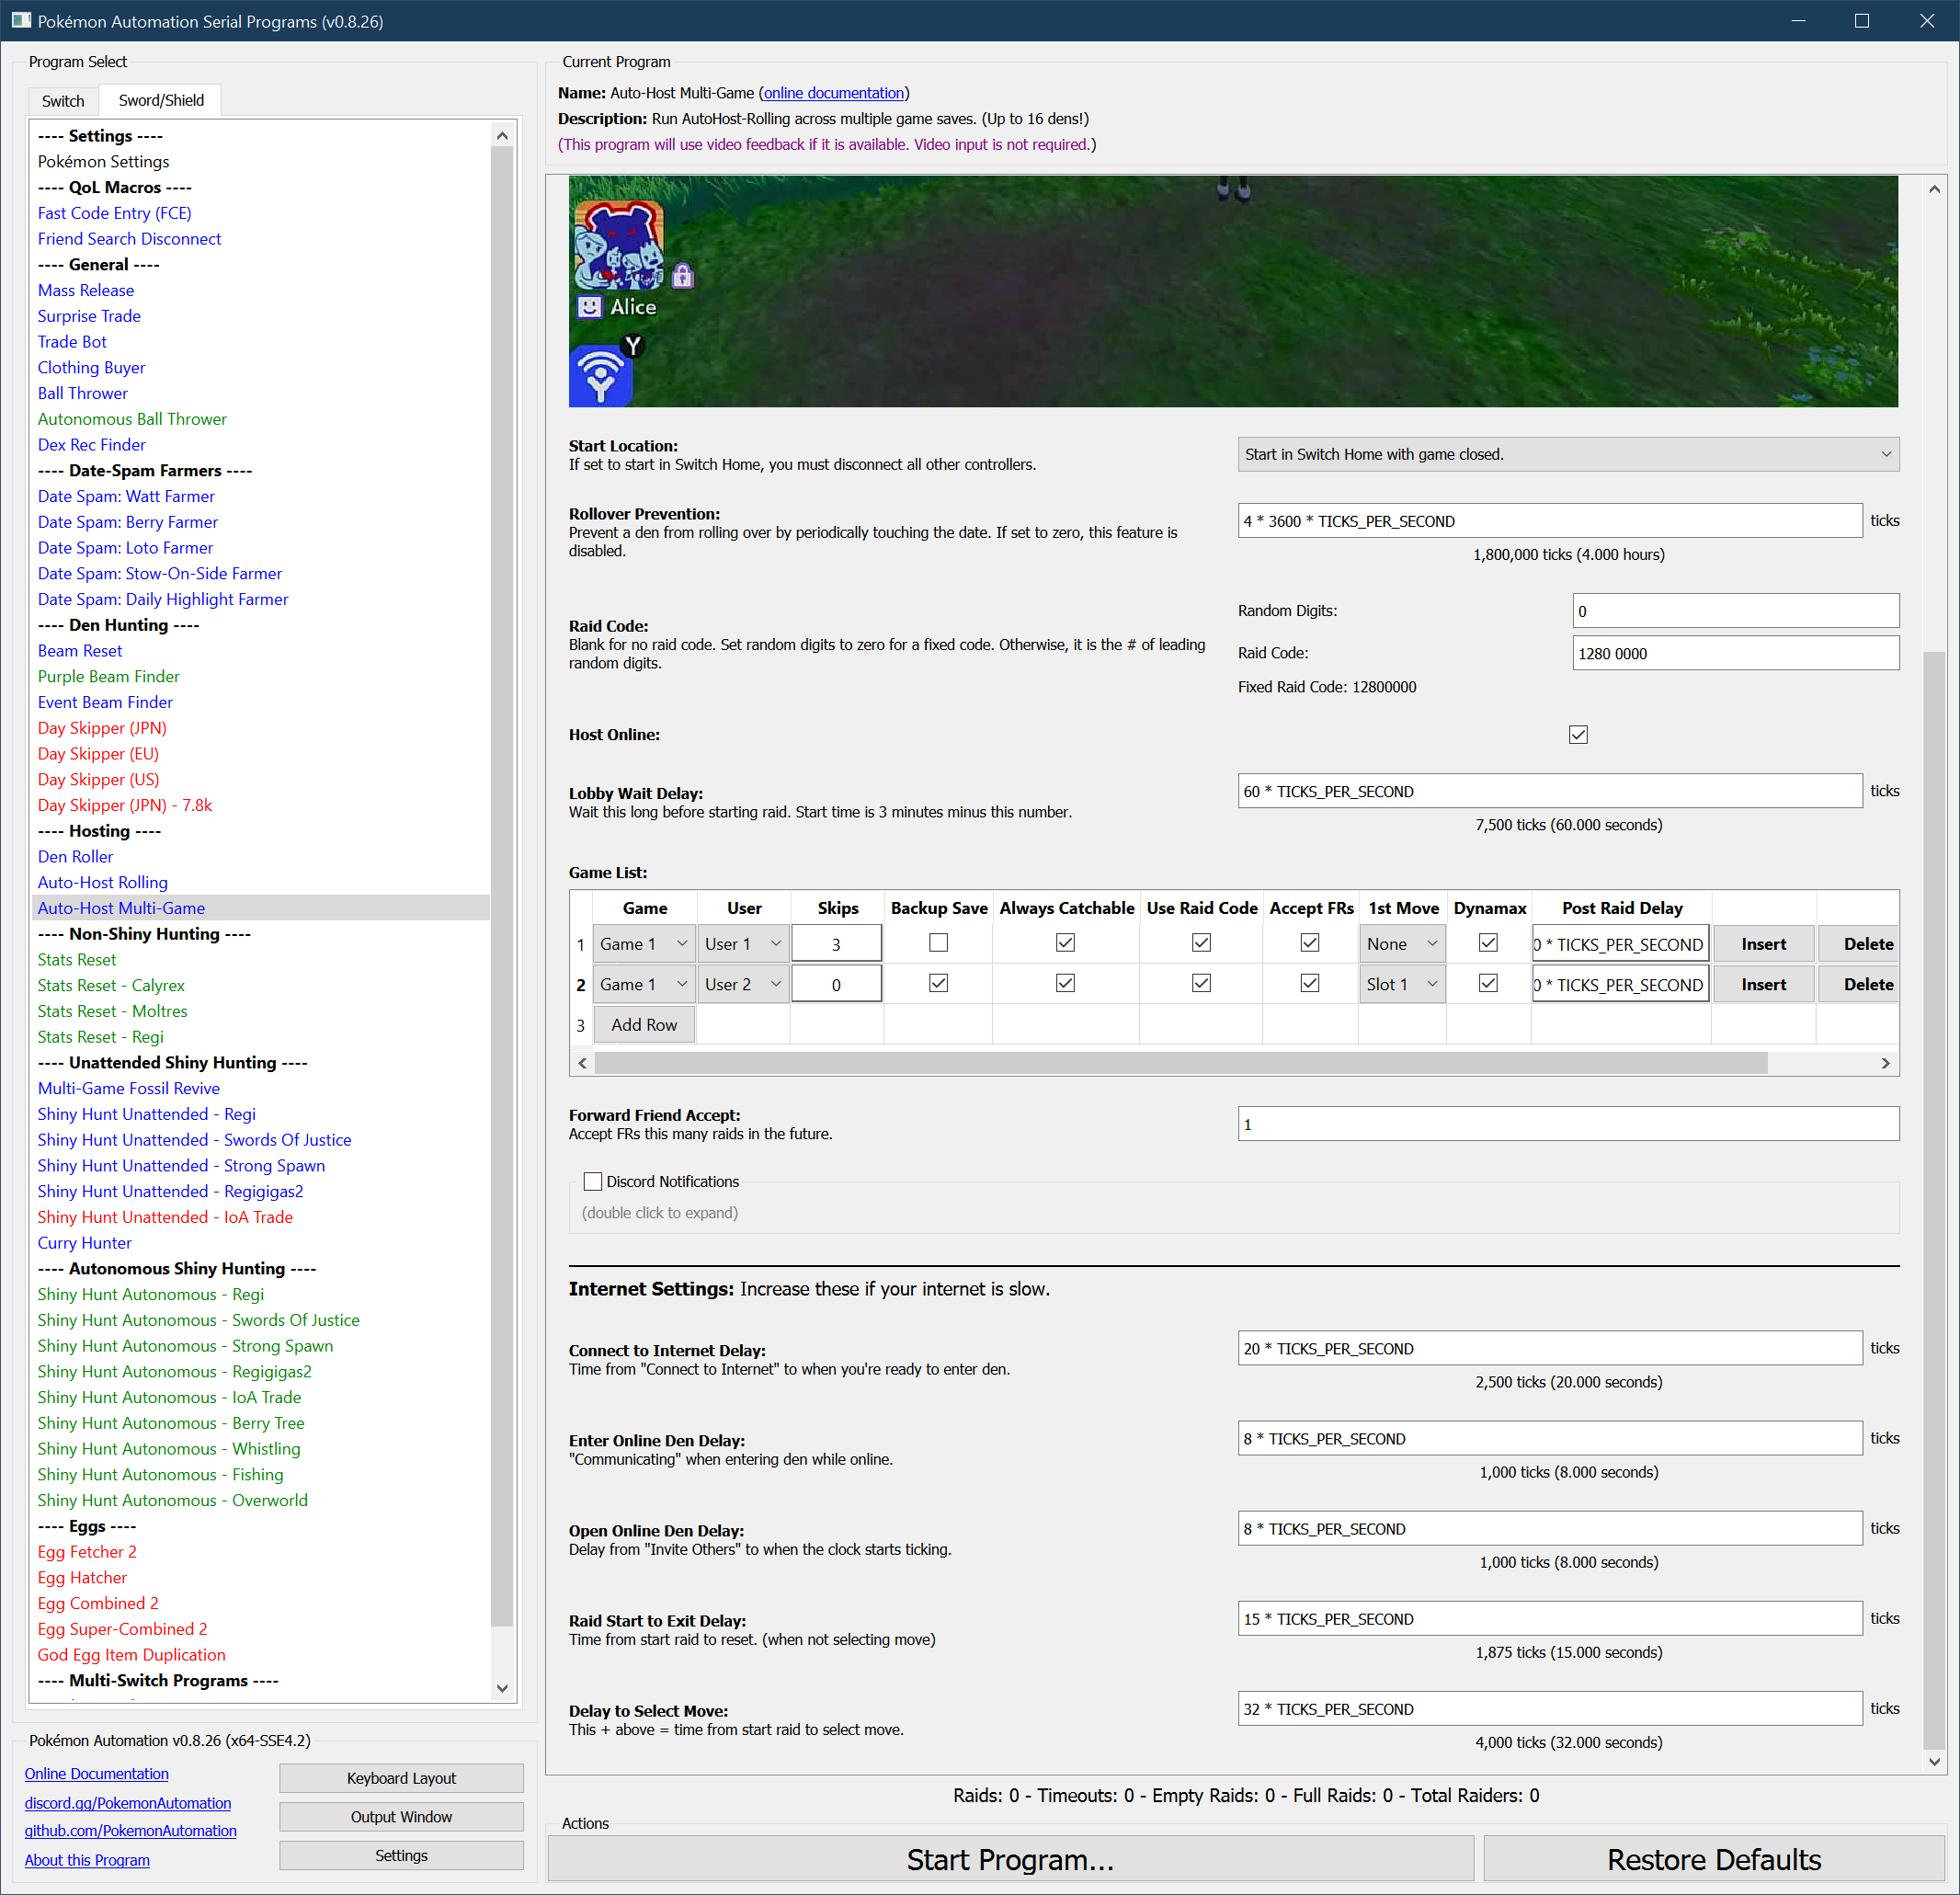 Pokémon Automation Serial Programs (v0.8.26)
Program Select
Switch
Sword/Shield
---- Settings ----
Pokémon Settings
---- QoL Macros ----
Fast Code Entry (FCE)
Friend Search Disconnect
---- General ----
Mass Release
Surprise Trade
Trade Bot
Clothing Buyer
Ball Thrower
Autonomous Ball Thrower
Dex Rec Finder
---- Date-Spam Farmers ----
Date Spam: Watt Farmer
Date Spam: Berry Farmer
Date Spam: Loto Farmer
Date Spam: Stow-On-Side Farmer
Date Spam: Daily Highlight Farmer
---- Den Hunting ----
Beam Reset
Purple Beam Finder
Event Beam Finder
Day Skipper (JPN)
Day Skipper (EU)
Day Skipper (US)
Day Skipper (JPN) - 7.8k
---- Hosting ----
Den Roller
Auto-Host Rolling
Auto-Host Multi-Game
---- Non-Shiny Hunting ----
Stats Reset
Stats Reset - Calyrex
Stats Reset - Moltres
Stats Reset - Regi
---- Unattended Shiny Hunting ----
Multi-Game Fossil Revive
Shiny Hunt Unattended - Regi
Shiny Hunt Unattended - Swords Of Justice
Shiny Hunt Unattended - Strong Spawn
Shiny Hunt Unattended - Regigigas2
Shiny Hunt Unattended - IoA Trade
Curry Hunter
---- Autonomous Shiny Hunting ----
Shiny Hunt Autonomous - Regi
Shiny Hunt Autonomous - Swords Of Justice
Shiny Hunt Autonomous - Strong Spawn
Shiny Hunt Autonomous - Regigigas2
Shiny Hunt Autonomous - IoA Trade
Shiny Hunt Autonomous - Berry Tree
Shiny Hunt Autonomous - Whistling
Shiny Hunt Autonomous - Fishing
Shiny Hunt Autonomous - Overworld
---- Eggs ----
Egg Fetcher 2
Egg Hatcher
Egg Combined 2
Egg Super-Combined 2
God Egg Item Duplication
---- Multi-Switch Programs ----
Pokémon Automation v0.8.26 (x64-SSE4.2)
Online Documentation
discord.gg/PokemonAutomation
github.com/PokemonAutomation
About this Program
Keyboard Layout
Output Window
Settings
Current Program
Name: Auto-Host Multi-Game (online documentation)
Description: Run AutoHost-Rolling across multiple game saves. (Up to 16 dens!)
(This program will use video feedback if it is available. Video input is not required.)
Alice
Y
Start Location:
If set to start in Switch Home, you must disconnect all other controllers.
Start in Switch Home with game closed.
Rollover Prevention:
Prevent a den from rolling over by periodically touching the date. If set to zero, this feature is
disabled.
4 * 3600 * TICKS_PER_SECOND ticks
1,800,000 ticks (4.000 hours)
Raid Code:
Blank for no raid code. Set random digits to zero for a fixed code. Otherwise, it is the # of leading
random digits.
Random Digits: 0
Raid Code: 1280 0000
Fixed Raid Code: 12800000
Host Online:
Lobby Wait Delay:
Wait this long before starting raid. Start time is 3 minutes minus this number.
60 * TICKS_PER_SECOND ticks
7,500 ticks (60.000 seconds)
Game List:
Game User Skips Backup Save Always Catchable Use Raid Code Accept FRs 1st Move Dynamax Post Raid Delay
1 Game 1 User 1 3 None 0 * TICKS_PER_SECOND Insert Delete
2 Game 1 User 2 0 Slot 1 0 * TICKS_PER_SECOND Insert Delete
3 Add Row
Forward Friend Accept:
Accept FRs this many raids in the future.
1
Discord Notifications
(double click to expand)
Internet Settings: Increase these if your internet is slow.
Connect to Internet Delay:
Time from "Connect to Internet" to when you're ready to enter den.
20 * TICKS_PER_SECOND ticks
2,500 ticks (20.000 seconds)
Enter Online Den Delay:
"Communicating" when entering den while online.
8 * TICKS_PER_SECOND ticks
1,000 ticks (8.000 seconds)
Open Online Den Delay:
Delay from "Invite Others" to when the clock starts ticking.
8 * TICKS_PER_SECOND ticks
1,000 ticks (8.000 seconds)
Raid Start to Exit Delay:
Time from start raid to reset. (when not selecting move)
15 * TICKS_PER_SECOND ticks
1,875 ticks (15.000 seconds)
Delay to Select Move:
This + above = time from start raid to select move.
32 * TICKS_PER_SECOND ticks
4,000 ticks (32.000 seconds)
Raids: 0 - Timeouts: 0 - Empty Raids: 0 - Full Raids: 0 - Total Raiders: 0
Actions
Start Program...
Restore Defaults